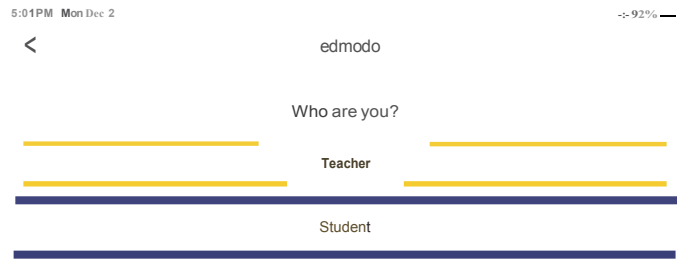 5:01PM Mon Dec 2 -:- 92%
<
edmodo
Who are you?
Teacher
Student